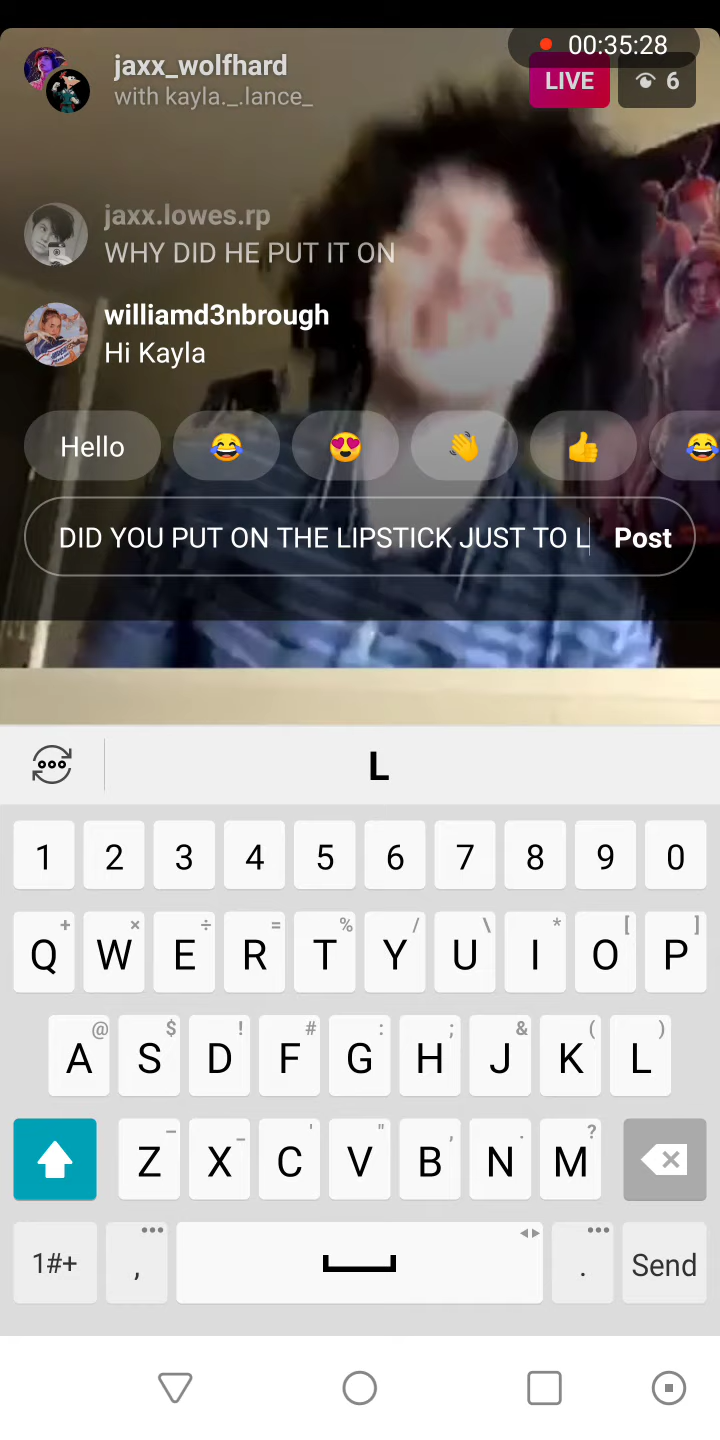 00:35:28
jaxx_wolfhard
with kayla._.lance_
LIVE
6
jaxx.lowes.rp
WHY DID HE PUT IT ON
williamd3nbrough
Hi Kayla
Hello
DID YOU PUT ON THE LIPSTICK JUST TO L
Post
L
1 2 3 4 5 6 7 8 9 0
+ × ÷ = % / \ * [ ]
Q W E R T Y U I O P
@ $ ! # : ; & ( )
A S D F G H J K L
– _ ' " , . ?
Z X C V B N M
1#+ , . Send